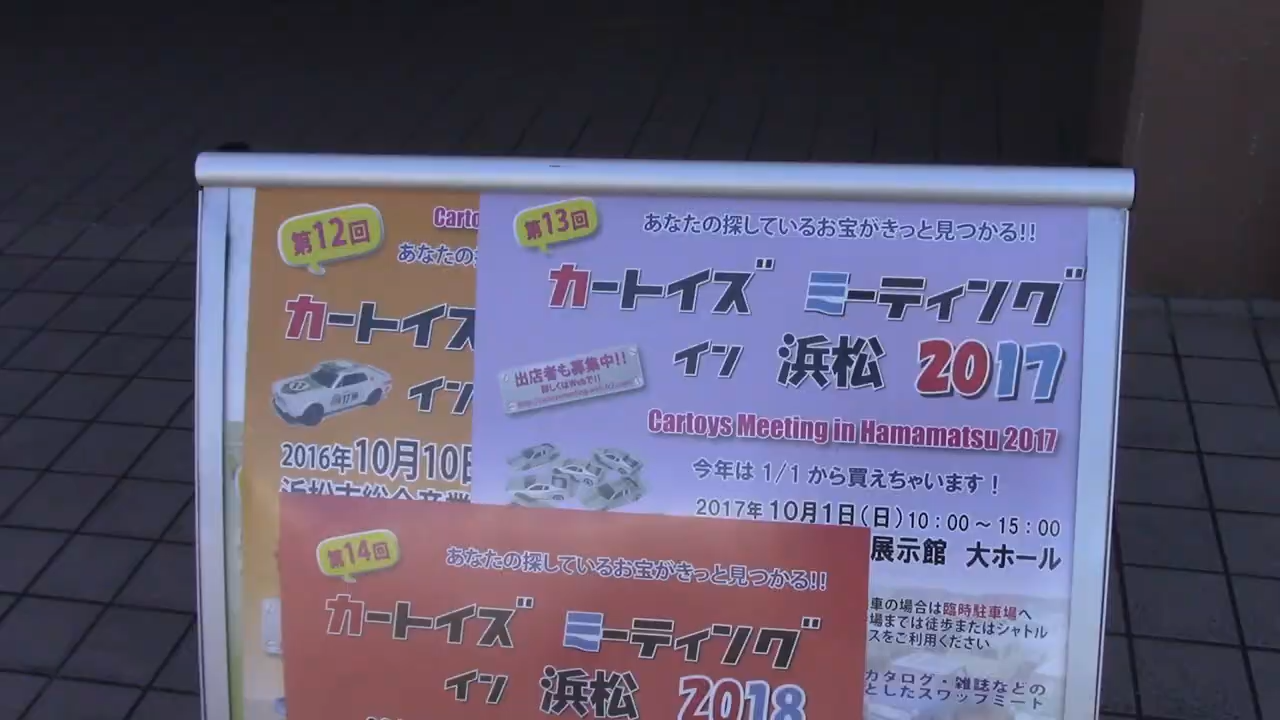 第12回
Carto
あなたの
カートイズ
イン
17
2016年10月10日
第13回
あなたの探しているお宝がきっと見つかる!!
カートイズ ミーティング
イン 浜松 2017
出店者も募集中!!
詳しくはWebで!!
Cartoys Meeting in Hamamatsu 2017
今年は 1/1 から買えちゃいます！
2017年 10月1日(日) 10：00～15：00
展示館 大ホール
車の場合は臨時駐車場へ
場までは徒歩またはシャトル
スをご利用ください
カタログ・雑誌などの
としたスワップミート
第14回
あなたの探しているお宝がきっと見つかる!!
カートイズ ミーティング
イン 浜松 2018